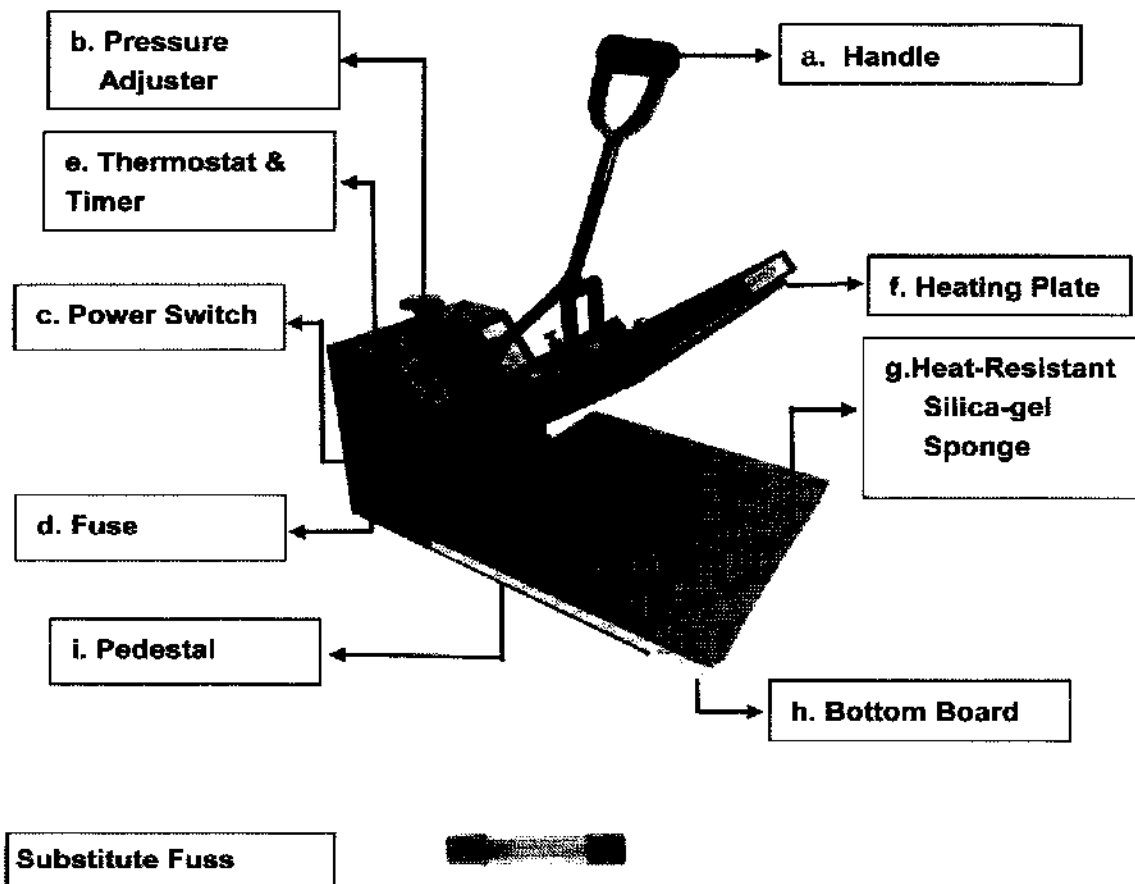 b. Pressure
Adjuster
a. Handle
e. Thermostat &
Timer
c. Power Switch
f. Heating Plate
g.Heat-Resistant
Silica-gel
Sponge
d. Fuse
i. Pedestal
h. Bottom Board
Substitute Fuss